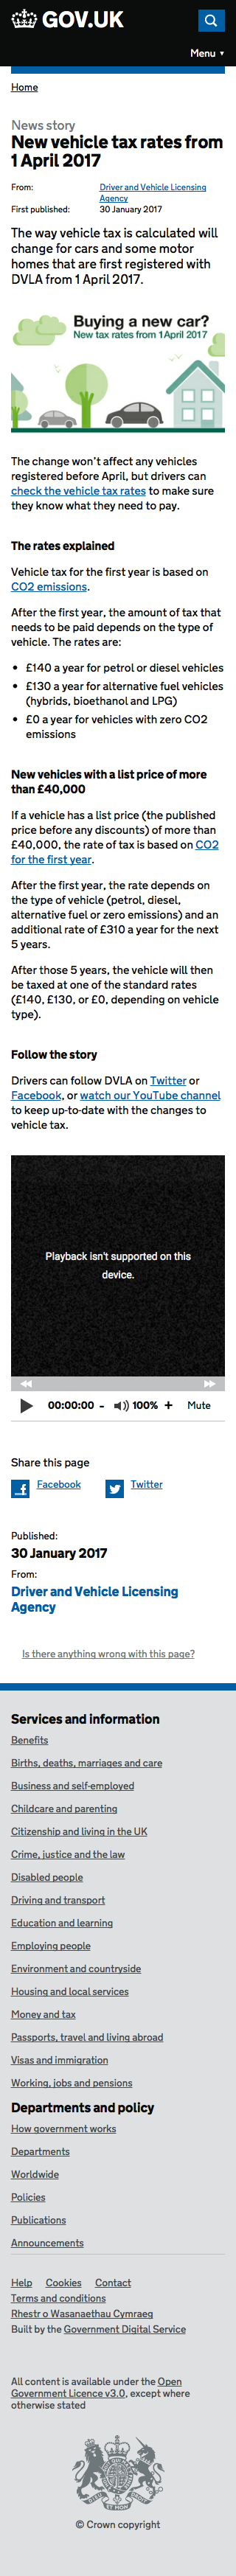 GOV.UK
Menu ▼
Home
News story
New vehicle tax rates from
1 April 2017
From:
Driver and Vehicle Licensing
Agency
First published:
30 January 2017
The way vehicle tax is calculated will
change for cars and some motor
homes that are first registered with
DVLA from 1 April 2017.
Buying a new car?
New tax rates from 1 April 2017
The change won't affect any vehicles
registered before April, but drivers can
check the vehicle tax rates to make sure
they know what they need to pay.
The rates explained
Vehicle tax for the first year is based on
CO2 emissions.
After the first year, the amount of tax that
needs to be paid depends on the type of
vehicle. The rates are:
• £140 a year for petrol or diesel vehicles
• £130 a year for alternative fuel vehicles
(hybrids, bioethanol and LPG)
• £0 a year for vehicles with zero CO2
emissions
New vehicles with a list price of more
than £40,000
If a vehicle has a list price (the published
price before any discounts) of more than
£40,000, the rate of tax is based on CO2
for the first year.
After the first year, the rate depends on
the type of vehicle (petrol, diesel,
alternative fuel or zero emissions) and an
additional rate of £310 a year for the next
5 years.
After those 5 years, the vehicle will then
be taxed at one of the standard rates
(£140, £130, or £0, depending on vehicle
type).
Follow the story
Drivers can follow DVLA on Twitter or
Facebook, or watch our YouTube channel
to keep up-to-date with the changes to
vehicle tax.
Playback isn't supported on this
device.
00:00:00 - 100% + Mute
Share this page
Facebook Twitter
Published:
30 January 2017
From:
Driver and Vehicle Licensing
Agency
Is there anything wrong with this page?
Services and information
Benefits
Births, deaths, marriages and care
Business and self-employed
Childcare and parenting
Citizenship and living in the UK
Crime, justice and the law
Disabled people
Driving and transport
Education and learning
Employing people
Environment and countryside
Housing and local services
Money and tax
Passports, travel and living abroad
Visas and immigration
Working, jobs and pensions
Departments and policy
How government works
Departments
Worldwide
Policies
Publications
Announcements
Help Cookies Contact
Terms and conditions
Rhestr o Wasanaethau Cymraeg
Built by the Government Digital Service
All content is available under the Open
Government Licence v3.0, except where
otherwise stated
© Crown copyright